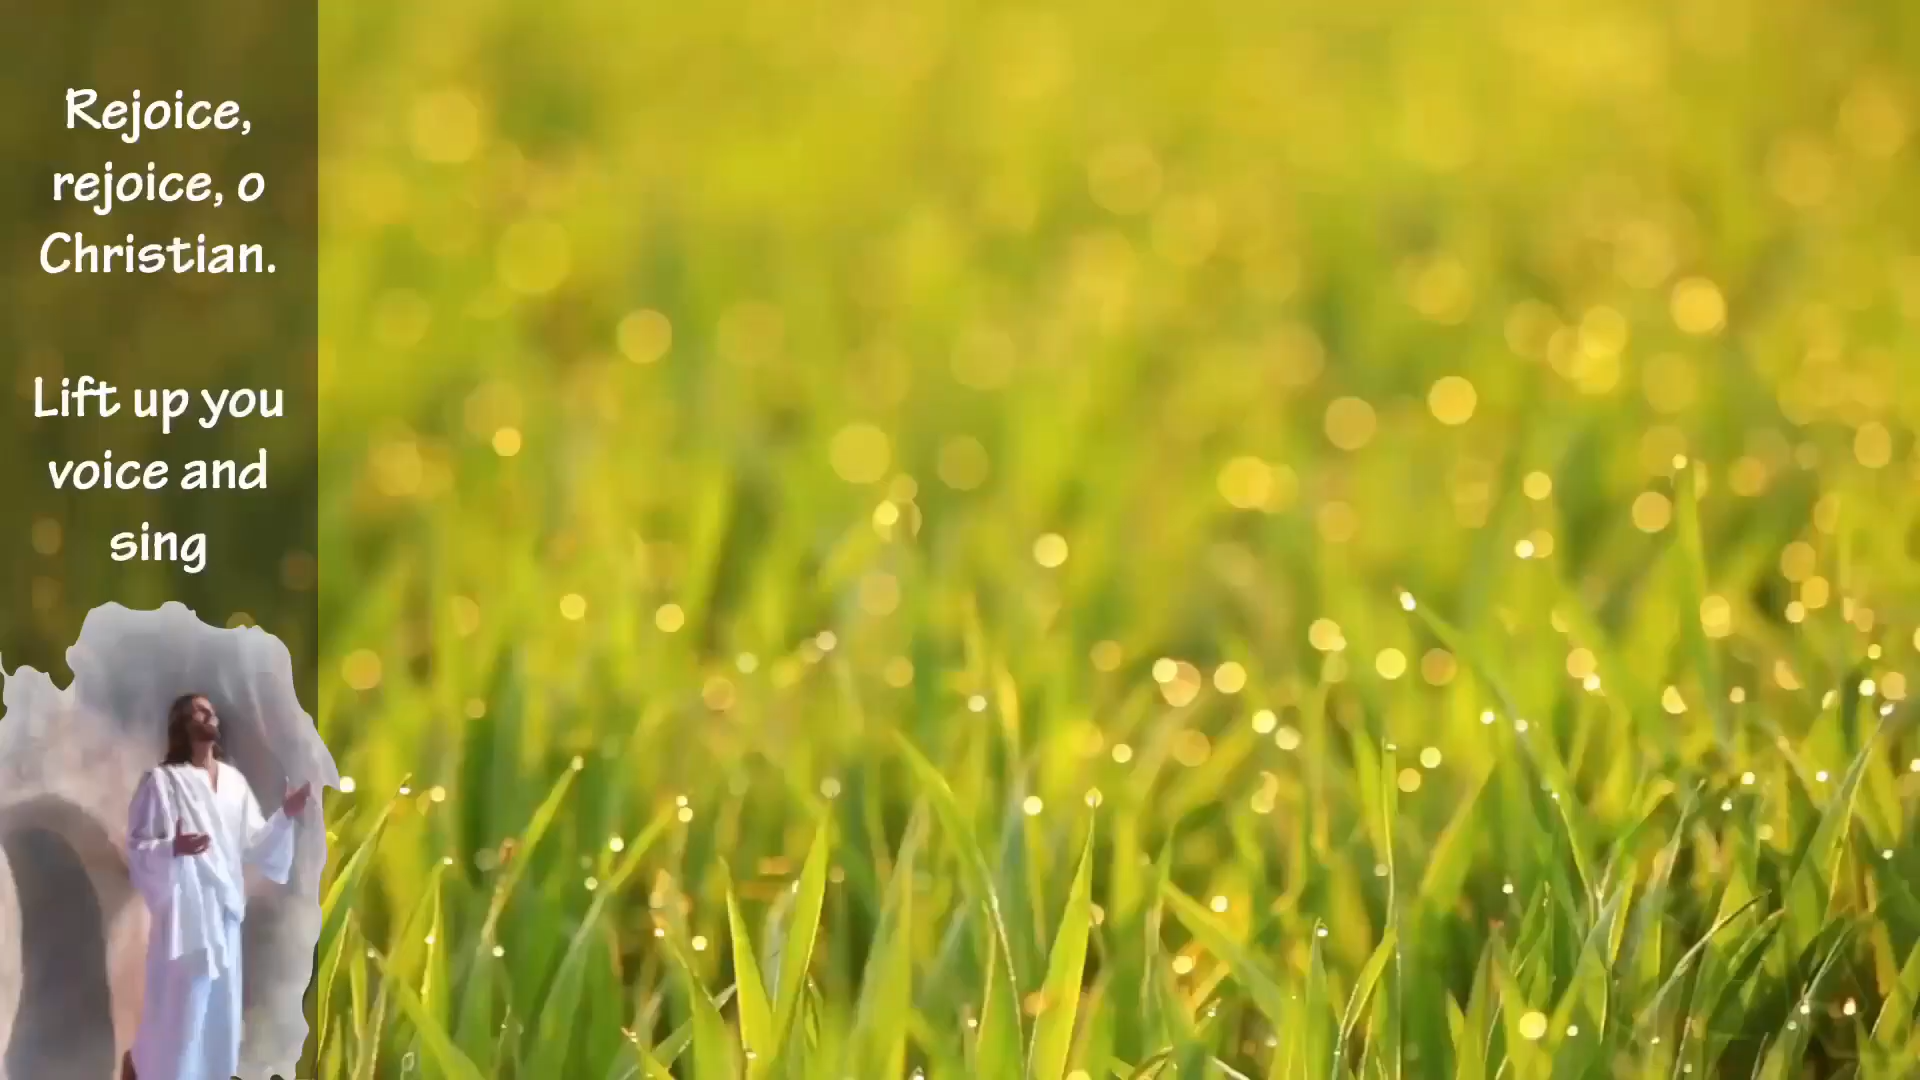 Rejoice,
rejoice, o
Christian.
Lift up you
voice and
sing